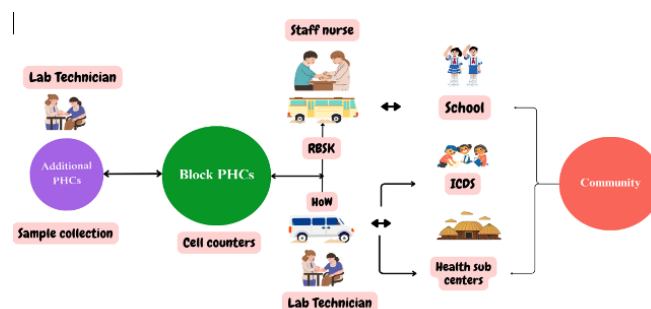 Staff nurse
Lab Technician
School
RBSK
Additional
PHCs
Block PHCs
ICDS
Community
HoW
Sample collection
Cell counters
Health sub
centers
Lab Technician